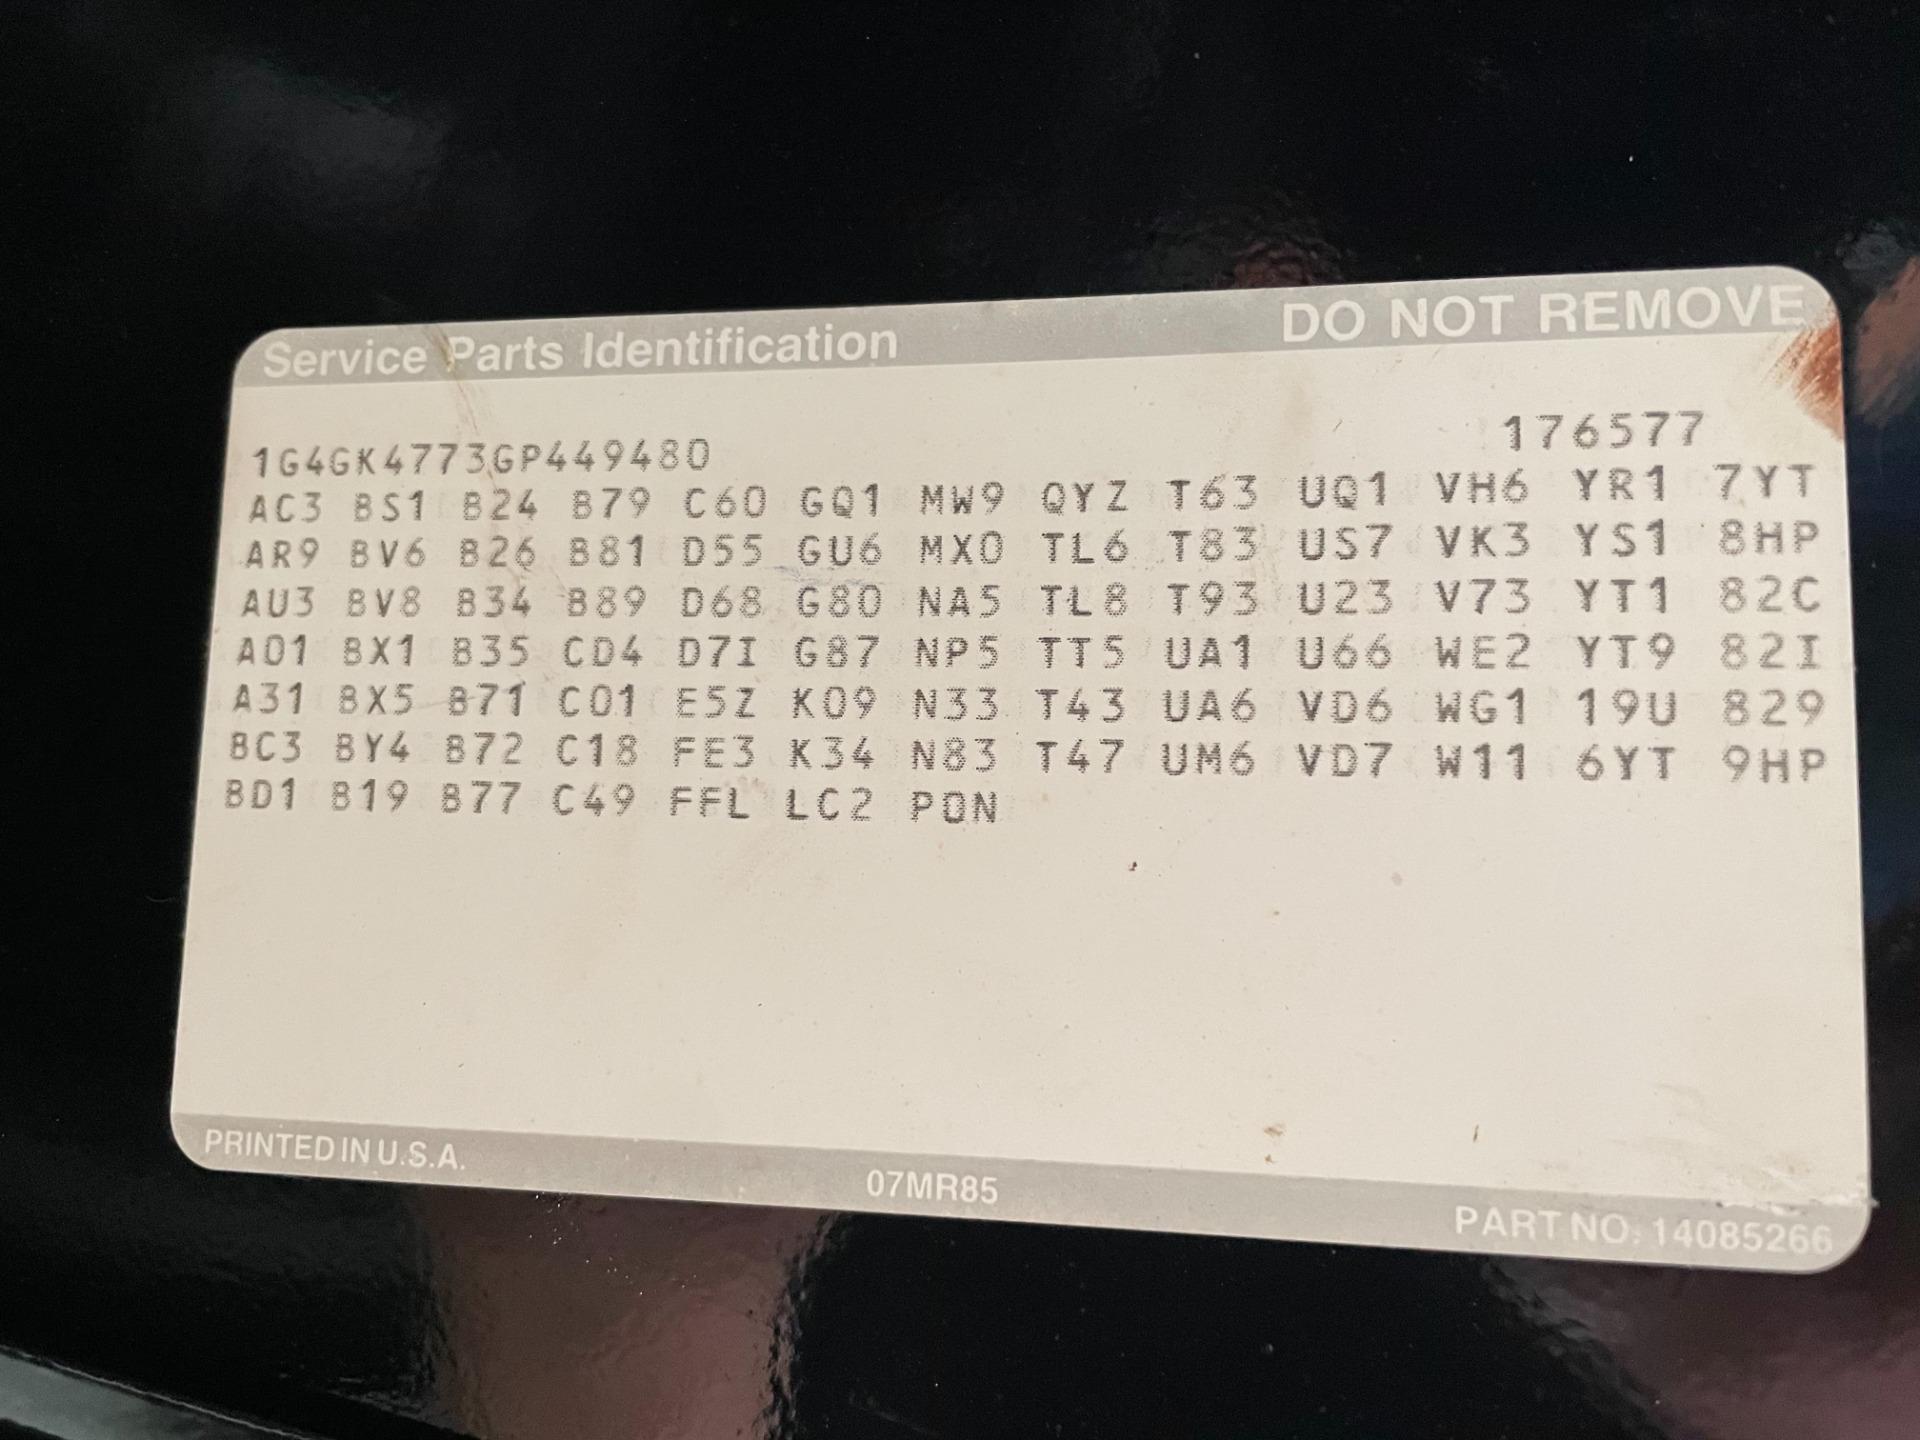 Service Parts Identification DO NOT REMOVE
1G4GK4773GP449480 176577
AC3 BS1 B24 B79 C60 GQ1 MW9 QYZ T63 UQ1 VH6 YR1 7YT
AR9 BV6 B26 B81 D55 GU6 MX0 TL6 T83 US7 VK3 YS1 8HP
AU3 BV8 B34 B89 D68 G80 NA5 TL8 T93 U23 V73 YT1 82C
A01 BX1 B35 CD4 D7I G87 NP5 TT5 UA1 U66 WE2 YT9 82I
A31 BX5 B71 C01 E5Z K09 N33 T43 UA6 VD6 WG1 19U 829
BC3 BY4 B72 C18 FE3 K34 N83 T47 UM6 VD7 W11 6YT 9HP
BD1 B19 B77 C49 FFL LC2 PON
PRINTED IN U.S.A. 07MR85 PART NO. 14085266